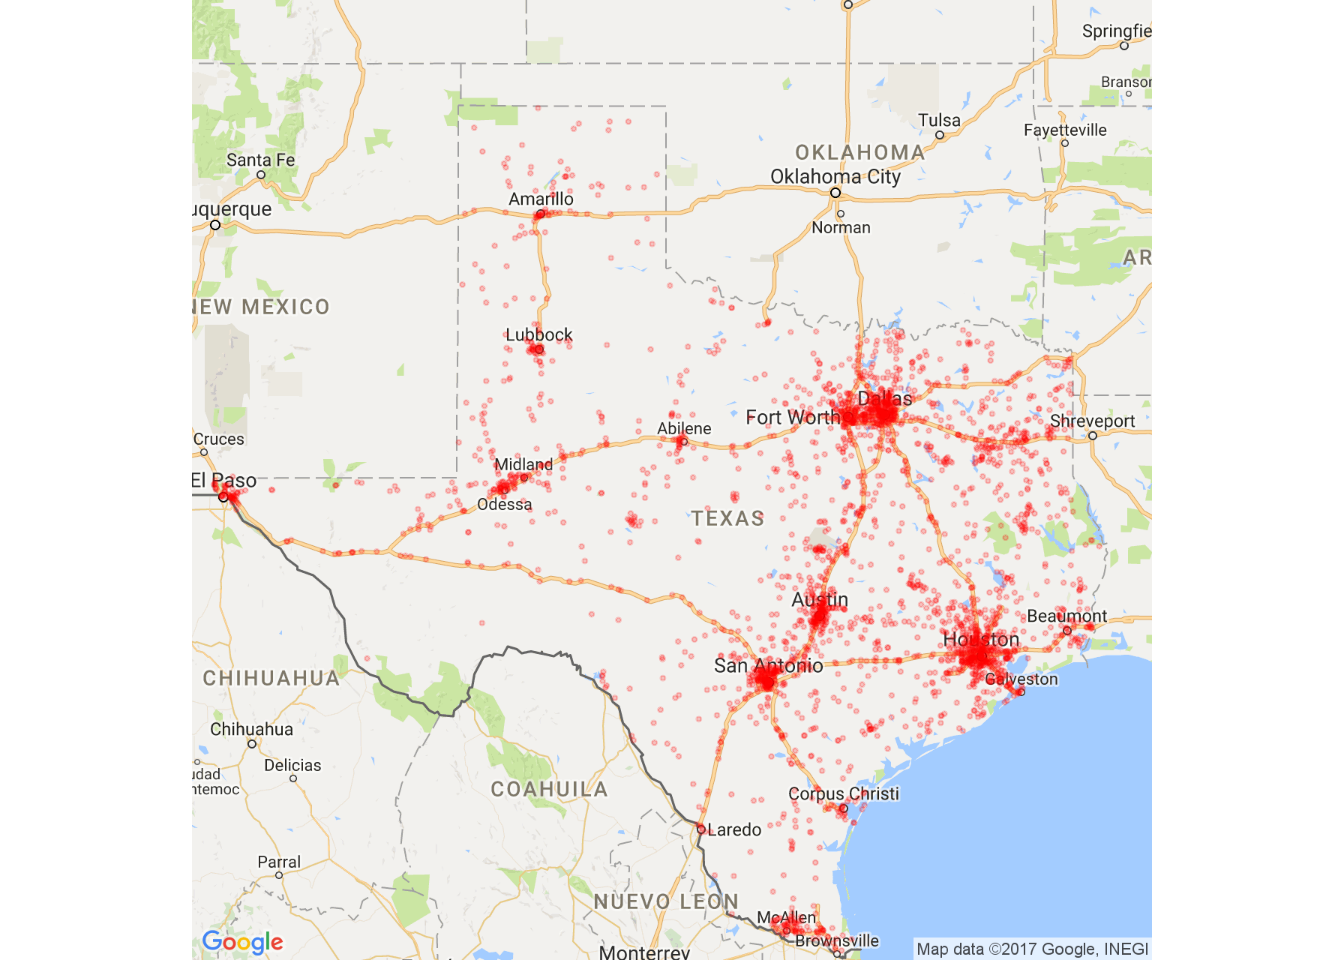 Springfie
Branson
Tulsa
Fayetteville
OKLAHOMA
Santa Fe
Oklahoma City
Amarillo
uquerque
Norman
AR
NEW MEXICO
Lubbock
Dallas
Fort Worth
Shreveport
Abilene
Cruces
Midland
El Paso
Odessa
TEXAS
Austin
Beaumont
Houston
San Antonio
CHIHUAHUA
Galveston
Chihuahua
Delicias
udad
ntemoc
COAHUILA
Corpus Christi
Laredo
Parral
NUEVO LEON
McAllen
Brownsville
Monterrey
Google
Map data ©2017 Google, INEGI